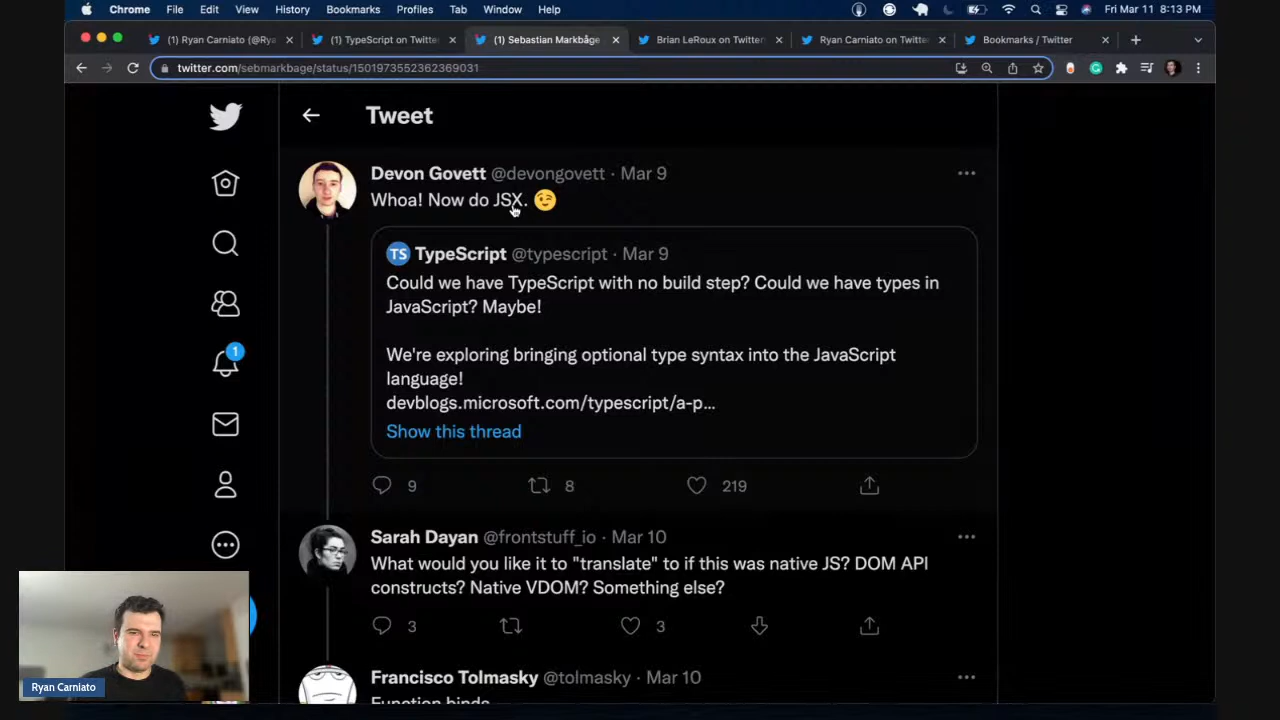 Chrome File Edit View History Bookmarks Profiles Tab Window Help Fri Mar 11 8:13 PM
(1) Ryan Carniato (@Ry
(1) TypeScript on Twitte
(1) Sebastian Markbåge
Brian LeRoux on Twitter
Ryan Carniato on Twitte
Bookmarks / Twitter
twitter.com/sebmarkbage/status/1501973552362369031
Tweet
Devon Govett @devongovett · Mar 9
Whoa! Now do JSX. 😉
TS TypeScript @typescript · Mar 9
Could we have TypeScript with no build step? Could we have types in
JavaScript? Maybe!
We're exploring bringing optional type syntax into the JavaScript
language!
devblogs.microsoft.com/typescript/a-p…
Show this thread
9 8 219
1
Sarah Dayan @frontstuff_io · Mar 10
What would you like it to "translate" to if this was native JS? DOM API
constructs? Native VDOM? Something else?
3 3
Francisco Tolmasky @tolmasky · Mar 10
Function binds
Ryan Carniato